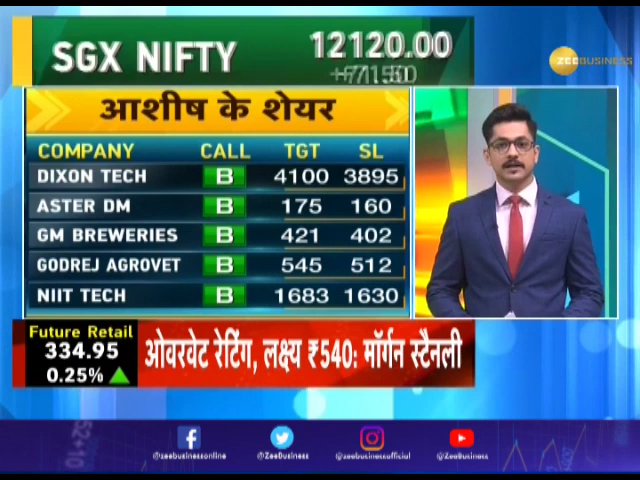 SGX NIFTY 12120.00
ZEEBUSINESS
आशीष के शेयर
COMPANY CALL TGT SL
DIXON TECH B 4100 3895
ASTER DM B 175 160
GM BREWERIES B 421 402
GODREJ AGROVET B 545 512
NIIT TECH B 1683 1630
Future Retail
334.95
0.25%
ओवरवेट रेटिंग, लक्ष्य ₹540: मॉर्गन स्टैनली
@zeebusinessonline @ZeeBusiness @zeebusinessofficial @ZeeBusiness